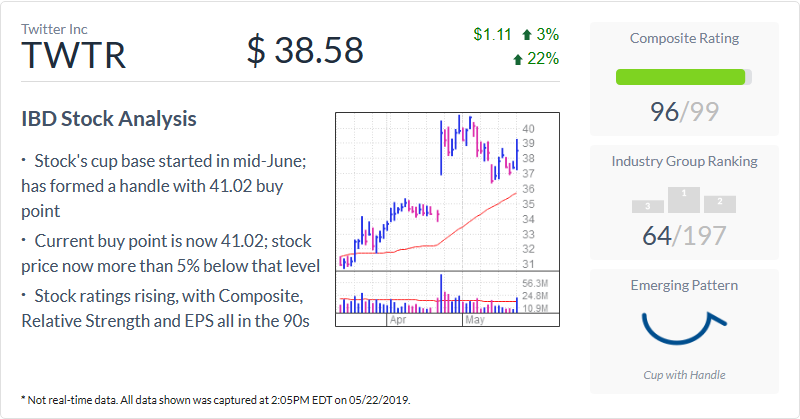 Twitter Inc
TWTR
$ 38.58
$1.11 3%
22%
IBD Stock Analysis
· Stock's cup base started in mid-June;
has formed a handle with 41.02 buy
point
· Current buy point is now 41.02; stock
price now more than 5% below that level
· Stock ratings rising, with Composite,
Relative Strength and EPS all in the 90s
40
39
38
37
36
35
34
33
32
31
56.3M
24.8M
10.9M
Apr May
Composite Rating
96/99
Industry Group Ranking
3 1 2
64/197
Emerging Pattern
Cup with Handle
* Not real-time data. All data shown was captured at 2:05PM EDT on 05/22/2019.